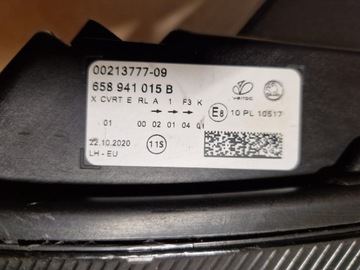 00213777-09
658 941 015 B
X CVRT E RL A 1 F3 K
01 00 02 01 04 01
E8 10 PL 10517
22.10.2020
11S
LH - EU